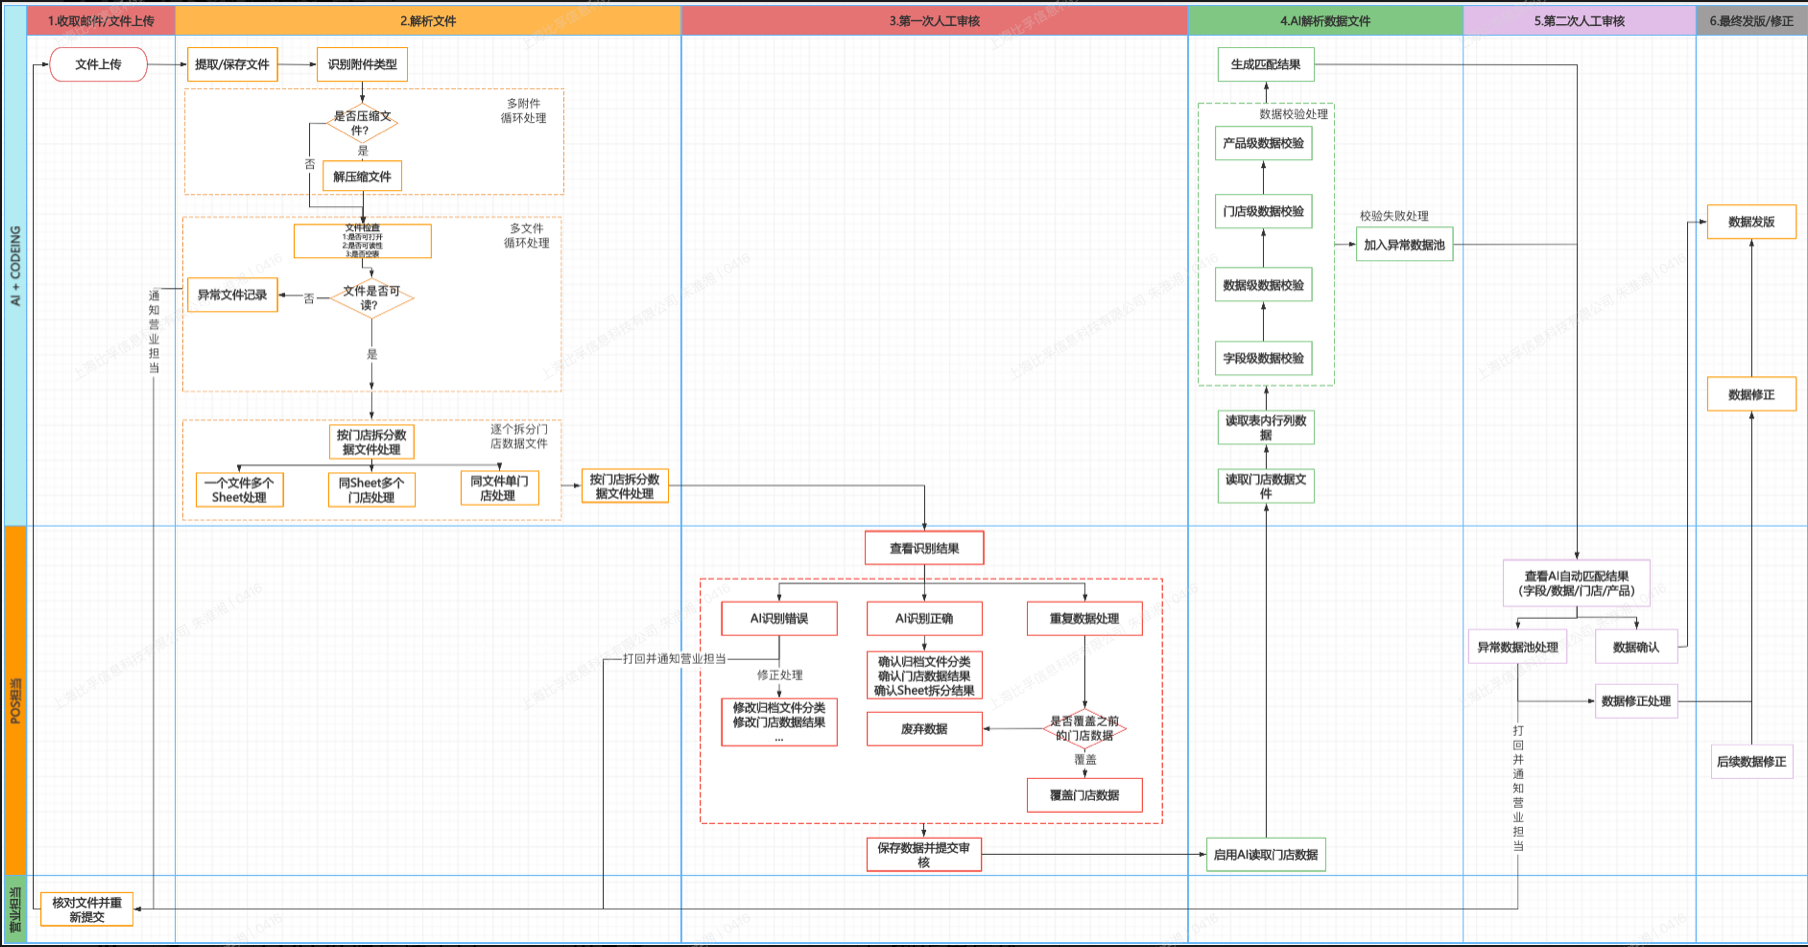 1.收取邮件/文件上传
2.解析文件
3.第一次人工审核
4.AI解析数据文件
5.第二次人工审核
6.最终发版/修正
AI + CODEING
文件上传
提取/保存文件
识别附件类型
多附件
循环处理
是否压缩文
件?
是
否
解压缩文件
多文件
循环处理
文件检查
1:是否可打开
2:是否可读性
3:是否空表
文件是否可
读?
否
异常文件记录
是
通知营业担当
逐个拆分门
店数据文件
按门店拆分数
据文件处理
一个文件多个
Sheet处理
同Sheet多个
门店处理
同文件单门
店处理
按门店拆分数
据文件处理
生成匹配结果
数据校验处理
产品级数据校验
门店级数据校验
数据级数据校验
字段级数据校验
校验失败处理
加入异常数据池
读取表内行列数
据
读取门店数据文
件
数据发版
数据修正
POS担当
查看识别结果
AI识别错误
AI识别正确
重复数据处理
打回并通知营业担当
修正处理
修改归档文件分类
修改门店数据结果
...
确认归档文件分类
确认门店数据结果
确认Sheet拆分结果
废弃数据
是否覆盖之前
的门店数据
覆盖
覆盖门店数据
保存数据并提交审
核
启用AI读取门店数据
查看AI自动匹配结果
(字段/数据/门店/产品)
异常数据池处理
数据确认
数据修正处理
打回并通知营业担当
后续数据修正
营业担当
核对文件并重
新提交